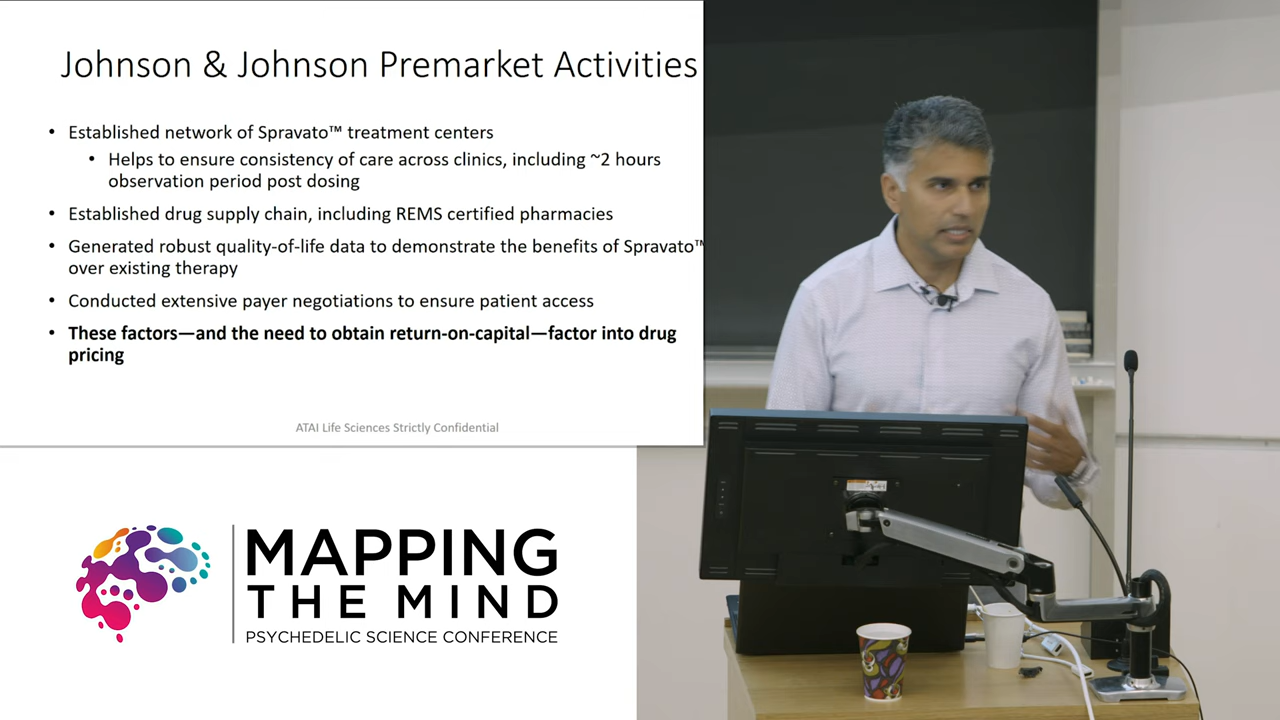 Johnson & Johnson Premarket Activities
• Established network of Spravato™ treatment centers
• Helps to ensure consistency of care across clinics, including ~2 hours
observation period post dosing
• Established drug supply chain, including REMS certified pharmacies
• Generated robust quality-of-life data to demonstrate the benefits of Spravato™
over existing therapy
• Conducted extensive payer negotiations to ensure patient access
• These factors—and the need to obtain return-on-capital—factor into drug
pricing
ATAI Life Sciences Strictly Confidential
MAPPING
THE MIND
PSYCHEDELIC SCIENCE CONFERENCE